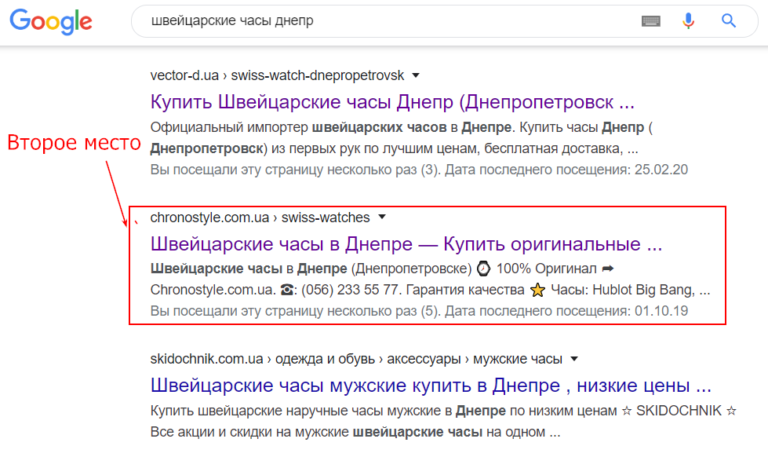 Google
швейцарские часы днепр
vector-d.ua › swiss-watch-dnepropetrovsk
Купить Швейцарские часы Днепр (Днепропетровск ...
Официальный импортер швейцарских часов в Днепре. Купить часы Днепр (
Днепропетровск) из первых рук по лучшим ценам, бесплатная доставка, ...
Вы посещали эту страницу несколько раз (3). Дата последнего посещения: 25.02.20
Второе место
chronostyle.com.ua › swiss-watches
Швейцарские часы в Днепре — Купить оригинальные ...
Швейцарские часы в Днепре (Днепропетровске) ⌚ 100% Оригинал ➦
Chronostyle.com.ua. ☎: (056) 233 55 77. Гарантия качества ⭐ Часы: Hublot Big Bang, ...
Вы посещали эту страницу несколько раз (5). Дата последнего посещения: 01.10.19
skidochnik.com.ua › одежда и обувь › аксессуары › мужские часы
Швейцарские часы мужские купить в Днепре , низкие цены ...
Купить швейцарские наручные часы мужские в Днепре по низким ценам ☆ SKIDOCHNIK ☆
Все акции и скидки на мужские швейцарские часы на одном ...